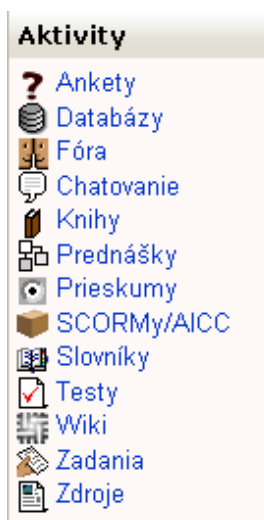 Aktivity
Ankety
Databázy
Fóra
Chatovanie
Knihy
Prednášky
Prieskumy
SCORMy/AICC
Slovníky
Testy
Wiki
Zadania
Zdroje